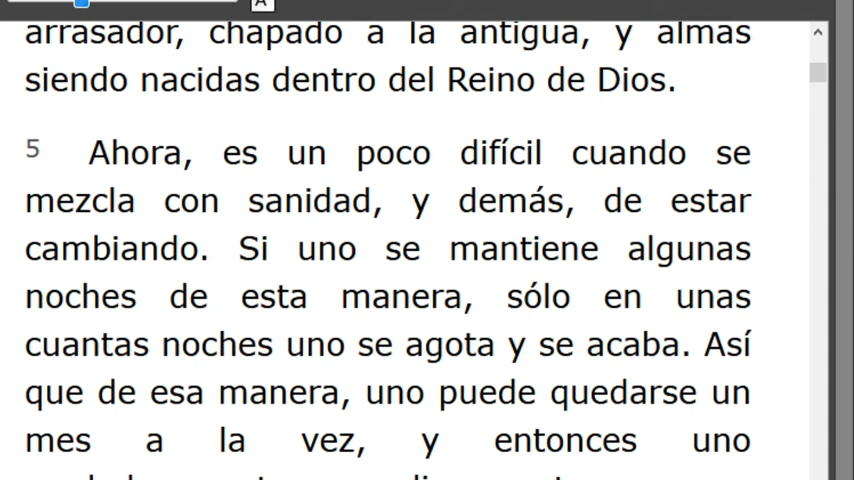 A
arrasador, chapado a la antigua, y almas
siendo nacidas dentro del Reino de Dios.
5 Ahora, es un poco difícil cuando se
mezcla con sanidad, y demás, de estar
cambiando. Si uno se mantiene algunas
noches de esta manera, sólo en unas
cuantas noches uno se agota y se acaba. Así
que de esa manera, uno puede quedarse un
mes a la vez, y entonces uno